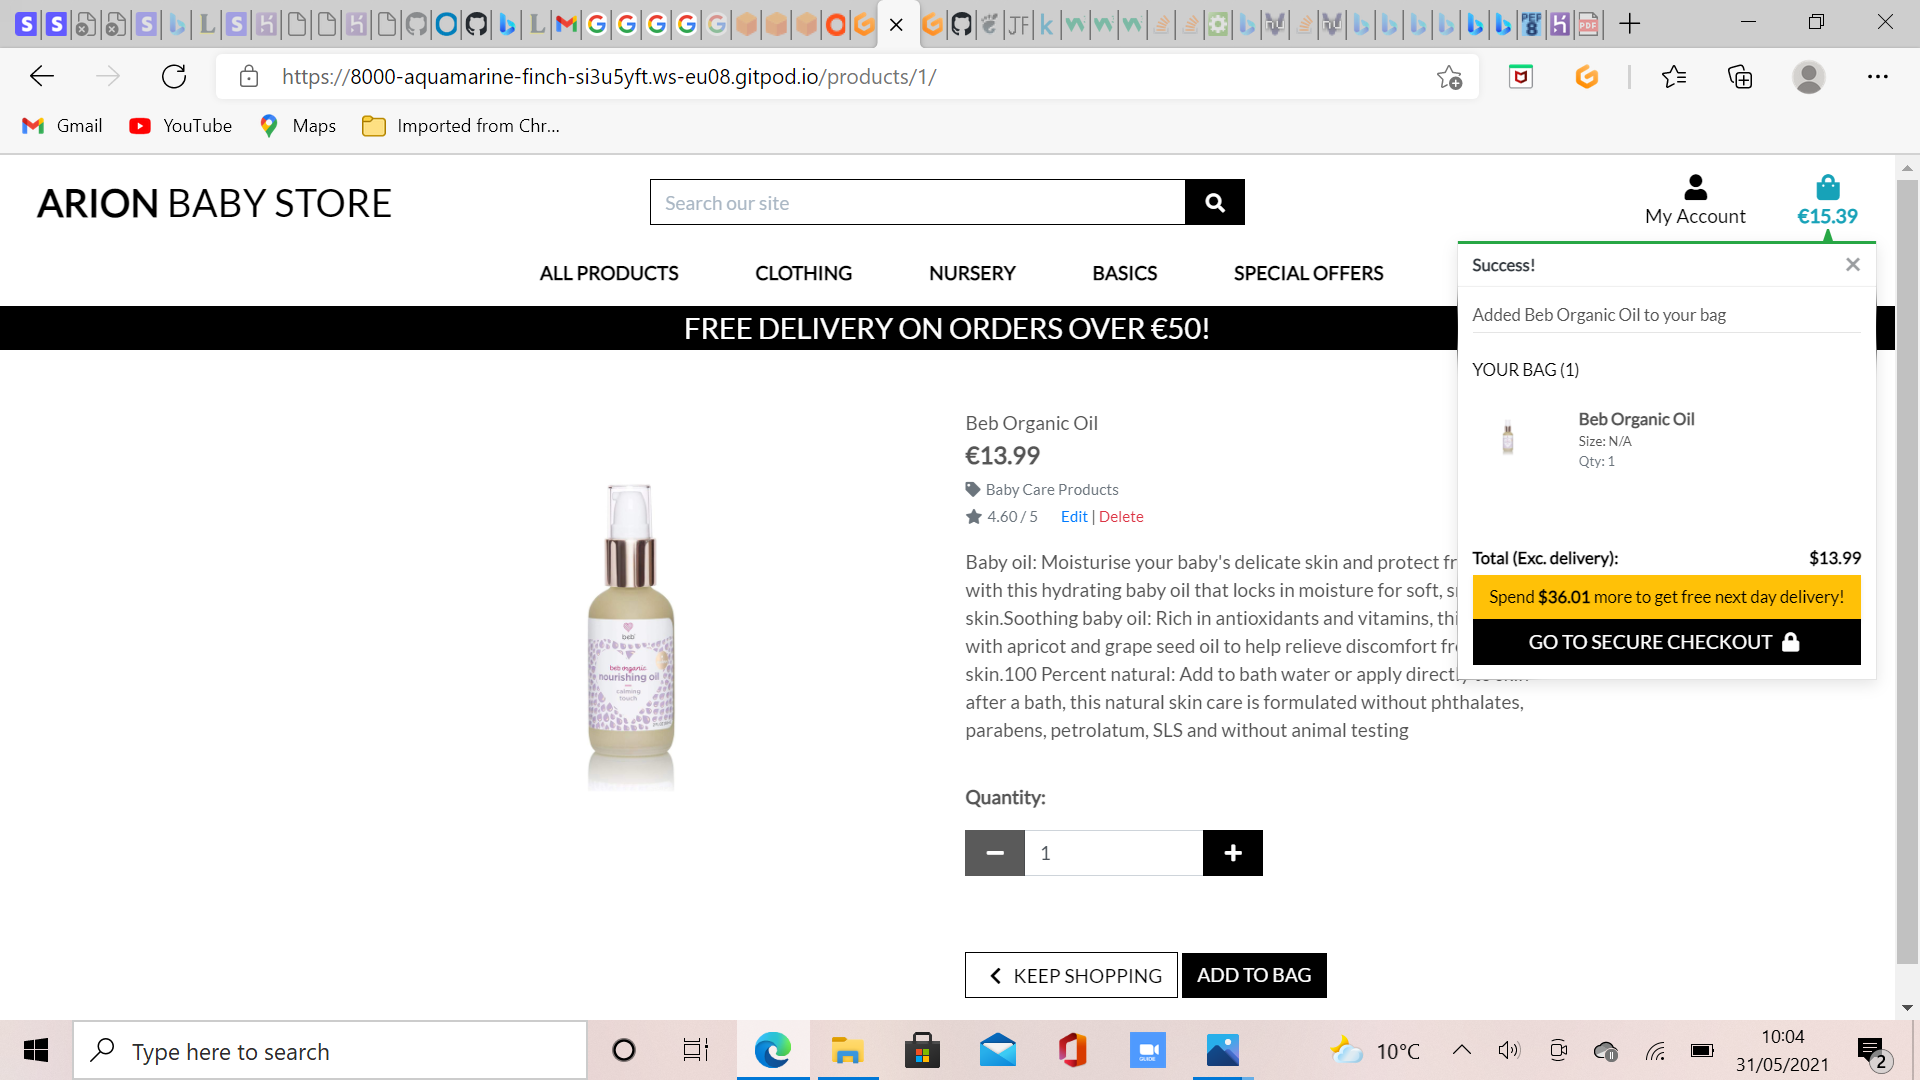 https://8000-aquamarine-finch-si3u5yft.ws-eu08.gitpod.io/products/1/
Gmail YouTube Maps Imported from Chr...
ARION BABY STORE
Search our site
My Account
€15.39
ALL PRODUCTS CLOTHING NURSERY BASICS SPECIAL OFFERS
FREE DELIVERY ON ORDERS OVER €50!
Success!
Added Beb Organic Oil to your bag
YOUR BAG (1)
Beb Organic Oil
Size: N/A
Qty: 1
Total (Exc. delivery): $13.99
Spend $36.01 more to get free next day delivery!
GO TO SECURE CHECKOUT
Beb Organic Oil
€13.99
Baby Care Products
4.60 / 5 Edit | Delete
Baby oil: Moisturise your baby's delicate skin and protect
with this hydrating baby oil that locks in moisture for soft,
skin.Soothing baby oil: Rich in antioxidants and vitamins,
with apricot and grape seed oil to help relieve discomfort
skin.100 Percent natural: Add to bath water or apply
after a bath, this natural skin care is formulated without phthalates,
parabens, petrolatum, SLS and without animal testing
beb
beb organic
nourishing oil
calming
touch
Quantity:
1
KEEP SHOPPING ADD TO BAG
Type here to search
10°C
10:04
31/05/2021
2